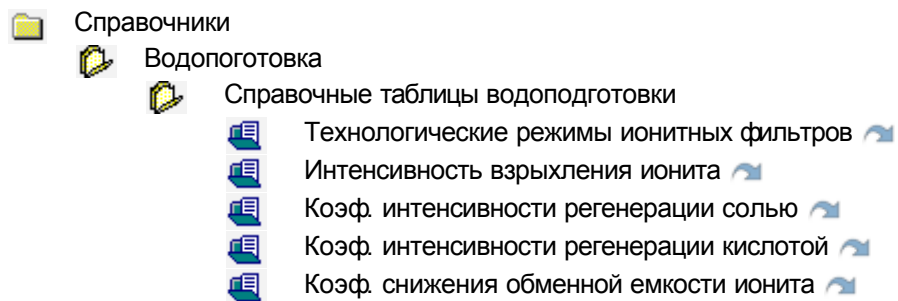 Справочники
Водопоготовка
Справочные таблицы водоподготовки
Технологические режимы ионитных фильтров
Интенсивность взрыхления ионита
Коэф. интенсивности регенерации солью
Коэф. интенсивности регенерации кислотой
Коэф. снижения обменной емкости ионита